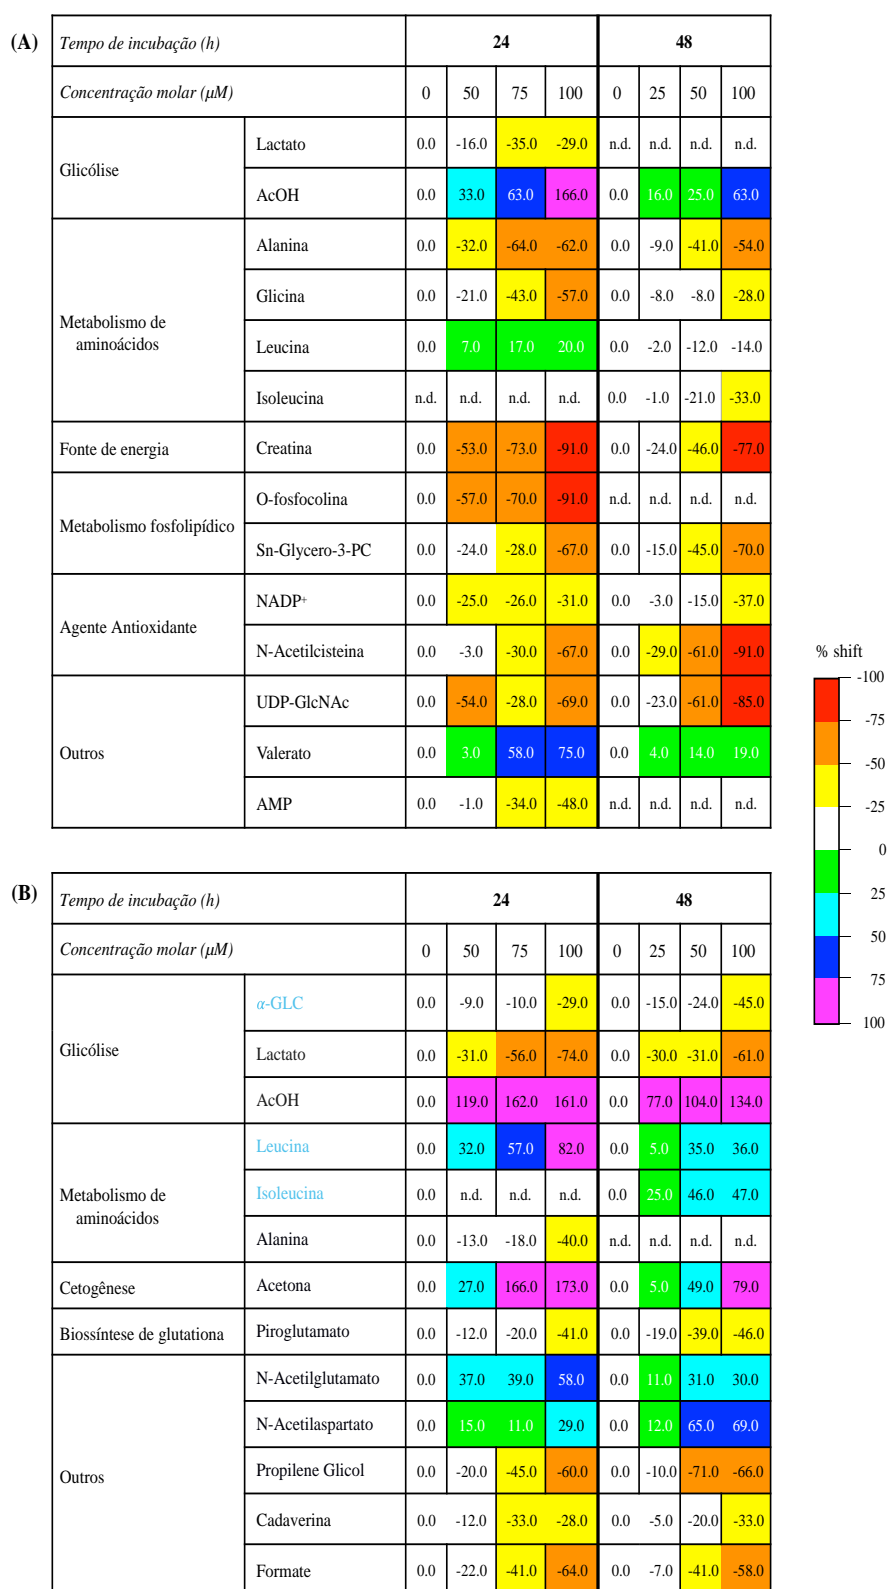 (A) Tempo de incubação (h) 24 48
Concentração molar (µM) 0 50 75 100 0 25 50 100
Glicólise
Lactato 0.0 -16.0 -35.0 -29.0 n.d. n.d. n.d. n.d.
AcOH 0.0 33.0 63.0 166.0 0.0 16.0 25.0 63.0
Metabolismo de
aminoácidos
Alanina 0.0 -32.0 -64.0 -62.0 0.0 -9.0 -41.0 -54.0
Glicina 0.0 -21.0 -43.0 -57.0 0.0 -8.0 -8.0 -28.0
Leucina 0.0 7.0 17.0 20.0 0.0 -2.0 -12.0 -14.0
Isoleucina n.d. n.d. n.d. n.d. 0.0 -1.0 -21.0 -33.0
Fonte de energia Creatina 0.0 -53.0 -73.0 -91.0 0.0 -24.0 -46.0 -77.0
Metabolismo fosfolipídico
O-fosfocolina 0.0 -57.0 -70.0 -91.0 n.d. n.d. n.d. n.d.
Sn-Glycero-3-PC 0.0 -24.0 -28.0 -67.0 0.0 -15.0 -45.0 -70.0
Agente Antioxidante
NADP+ 0.0 -25.0 -26.0 -31.0 0.0 -3.0 -15.0 -37.0
N-Acetilcisteina 0.0 -3.0 -30.0 -67.0 0.0 -29.0 -61.0 -91.0
Outros
UDP-GlcNAc 0.0 -54.0 -28.0 -69.0 0.0 -23.0 -61.0 -85.0
Valerato 0.0 3.0 58.0 75.0 0.0 4.0 14.0 19.0
AMP 0.0 -1.0 -34.0 -48.0 n.d. n.d. n.d. n.d.
% shift
-100
-75
-50
-25
0
25
50
75
100
(B) Tempo de incubação (h) 24 48
Concentração molar (µM) 0 50 75 100 0 25 50 100
Glicólise
α-GLC 0.0 -9.0 -10.0 -29.0 0.0 -15.0 -24.0 -45.0
Lactato 0.0 -31.0 -56.0 -74.0 0.0 -30.0 -31.0 -61.0
AcOH 0.0 119.0 162.0 161.0 0.0 77.0 104.0 134.0
Metabolismo de
aminoácidos
Leucina 0.0 32.0 57.0 82.0 0.0 5.0 35.0 36.0
Isoleucina 0.0 n.d. n.d. n.d. 0.0 25.0 46.0 47.0
Alanina 0.0 -13.0 -18.0 -40.0 n.d. n.d. n.d. n.d.
Cetogênese Acetona 0.0 27.0 166.0 173.0 0.0 5.0 49.0 79.0
Biossíntese de glutationa Piroglutamato 0.0 -12.0 -20.0 -41.0 0.0 -19.0 -39.0 -46.0
Outros
N-Acetilglutamato 0.0 37.0 39.0 58.0 0.0 11.0 31.0 30.0
N-Acetilaspartato 0.0 15.0 11.0 29.0 0.0 12.0 65.0 69.0
Propilene Glicol 0.0 -20.0 -45.0 -60.0 0.0 -10.0 -71.0 -66.0
Cadaverina 0.0 -12.0 -33.0 -28.0 0.0 -5.0 -20.0 -33.0
Formate 0.0 -22.0 -41.0 -64.0 0.0 -7.0 -41.0 -58.0